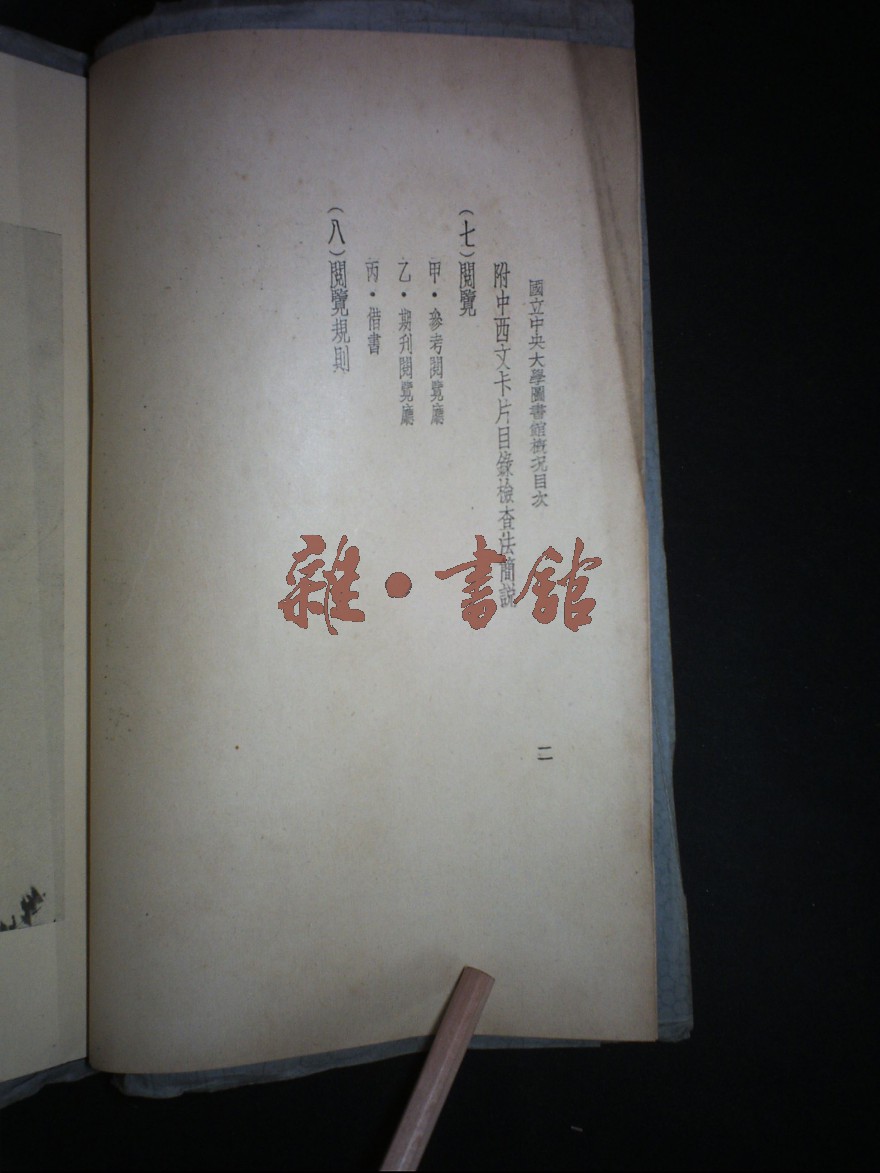 國立中央大學圖書館概況目次
二
附中西文卡片目錄檢查法簡說
(七)閱覽
甲・參考閱覽廳
乙・期刊閱覽廳
丙・借書
(八)閱覽規則
雜・書館